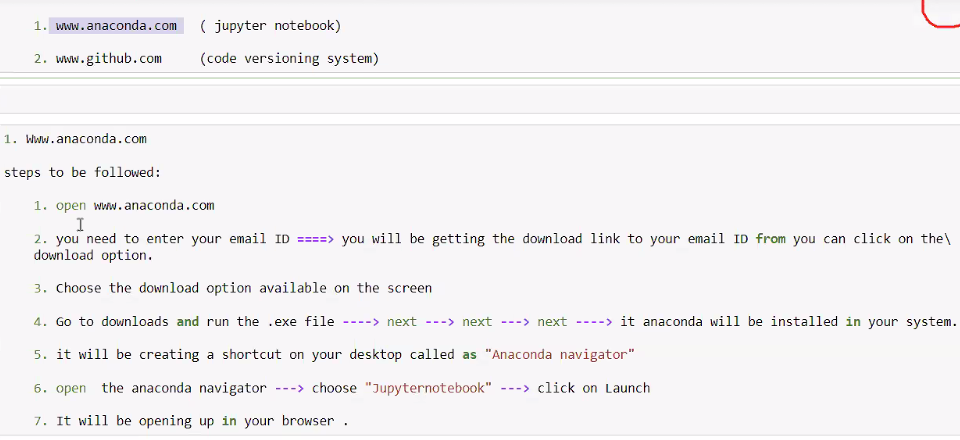 1. www.anaconda.com ( jupyter notebook)
2. www.github.com (code versioning system)
1. Www.anaconda.com
steps to be followed:
1. open www.anaconda.com
2. you need to enter your email ID ====> you will be getting the download link to your email ID from you can click on the\
download option.
3. Choose the download option available on the screen
4. Go to downloads and run the .exe file ----> next ---> next ---> next ----> it anaconda will be installed in your system.
5. it will be creating a shortcut on your desktop called as "Anaconda navigator"
6. open the anaconda navigator ---> choose "Jupyternotebook" ---> click on Launch
7. It will be opening up in your browser .